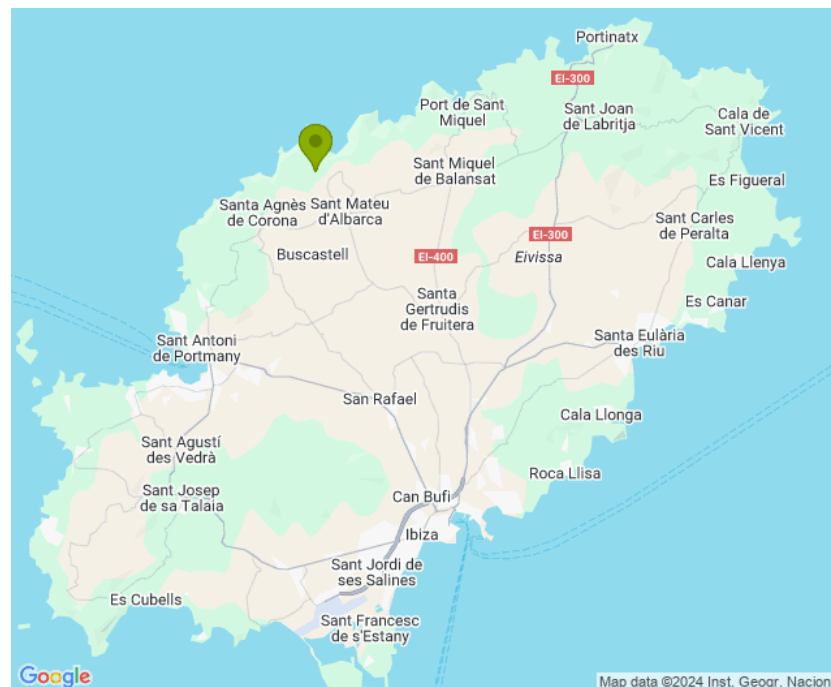 Portinatx
EI-300
Port de Sant
Miquel
Sant Joan
de Labritja
Cala de
Sant Vicent
Sant Miquel
de Balansat
Es Figueral
Santa Agnès
de Corona
Sant Mateu
d'Albarca
Sant Carles
de Peralta
EI-300
Buscastell
EI-400
Eivissa
Cala Llenya
Santa
Gertrudis
de Fruitera
Es Canar
Sant Antoni
de Portmany
Santa Eulària
des Riu
San Rafael
Cala Llonga
Sant Agustí
des Vedrà
Roca Llisa
Sant Josep
de sa Talaia
Can Bufi
Ibiza
Sant Jordi de
ses Salines
Es Cubells
Sant Francesc
de s'Estany
Google
Map data ©2024 Inst. Geogr. Nacion